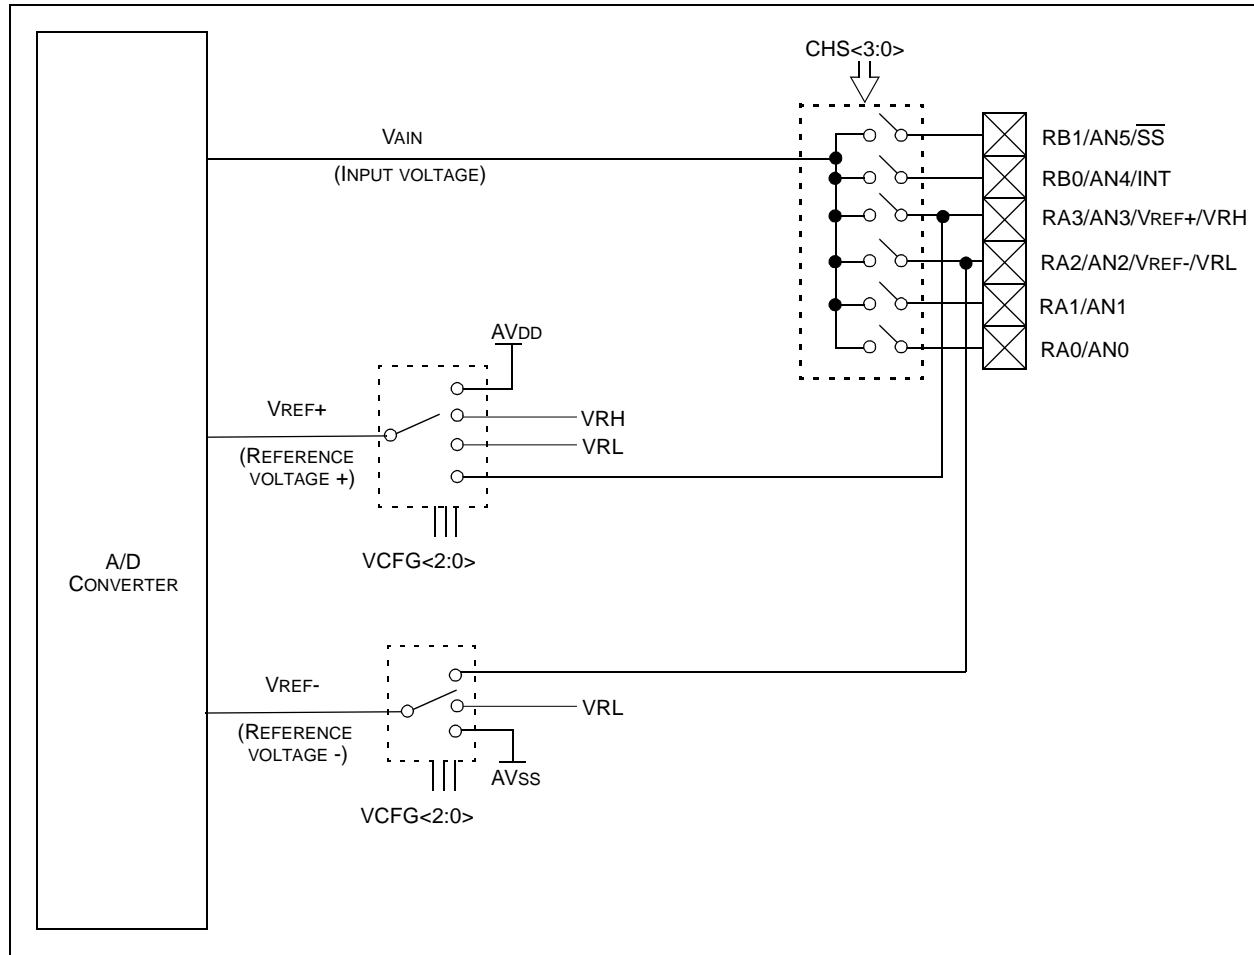 CHS<3:0>
VAIN
(INPUT VOLTAGE)
RB1/AN5/SS
RB0/AN4/INT
RA3/AN3/VREF+/VRH
RA2/AN2/VREF-/VRL
RA1/AN1
RA0/AN0
AVDD
VREF+
(REFERENCE
VOLTAGE +)
VRH
VRL
VCFG<2:0>
A/D
CONVERTER
VREF-
(REFERENCE
VOLTAGE -)
VRL
AVSS
VCFG<2:0>